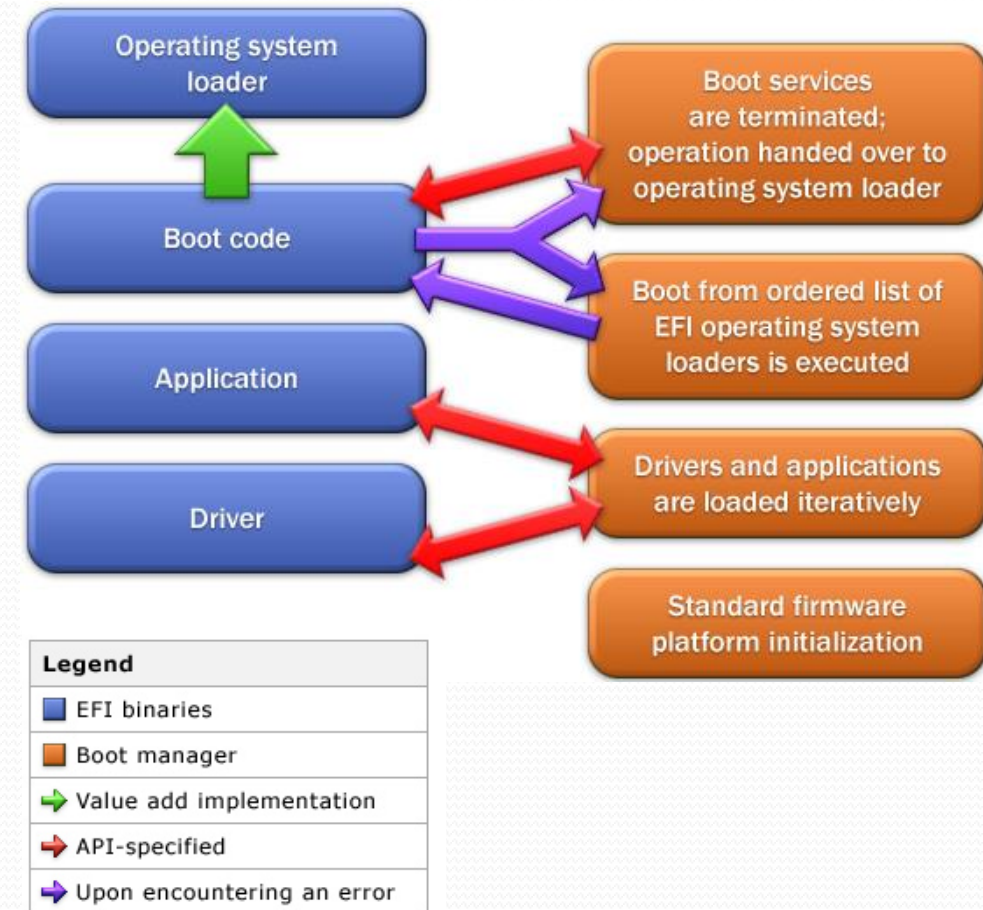 Operating system
loader
Boot code
Application
Driver
Boot services
are terminated;
operation handed over to
operating system loader
Boot from ordered list of
EFI operating system
loaders is executed
Drivers and applications
are loaded iteratively
Standard firmware
platform initialization
Legend
EFI binaries
Boot manager
Value add implementation
API-specified
Upon encountering an error